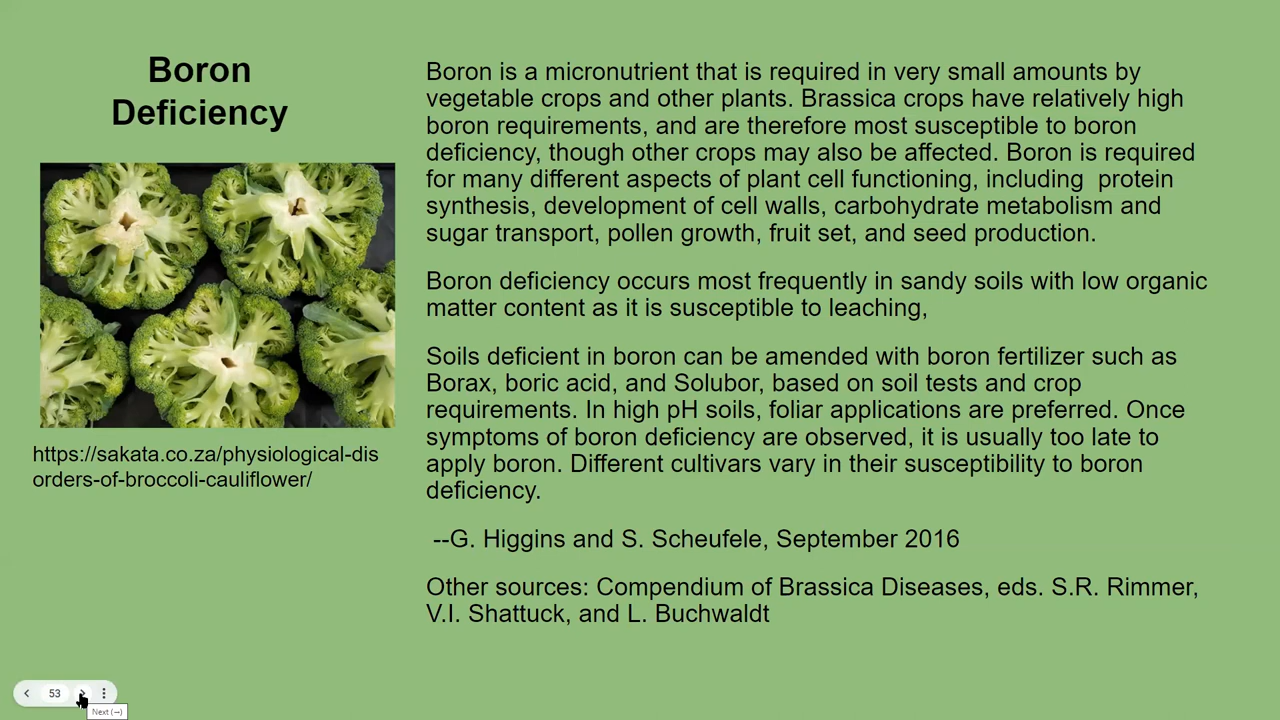 Boron
Deficiency
https://sakata.co.za/physiological-dis
orders-of-broccoli-cauliflower/
Boron is a micronutrient that is required in very small amounts by
vegetable crops and other plants. Brassica crops have relatively high
boron requirements, and are therefore most susceptible to boron
deficiency, though other crops may also be affected. Boron is required
for many different aspects of plant cell functioning, including  protein
synthesis, development of cell walls, carbohydrate metabolism and
sugar transport, pollen growth, fruit set, and seed production.
Boron deficiency occurs most frequently in sandy soils with low organic
matter content as it is susceptible to leaching,
Soils deficient in boron can be amended with boron fertilizer such as
Borax, boric acid, and Solubor, based on soil tests and crop
requirements. In high pH soils, foliar applications are preferred. Once
symptoms of boron deficiency are observed, it is usually too late to
apply boron. Different cultivars vary in their susceptibility to boron
deficiency.
--G. Higgins and S. Scheufele, September 2016
Other sources: Compendium of Brassica Diseases, eds. S.R. Rimmer,
V.I. Shattuck, and L. Buchwaldt
53
Next (→)